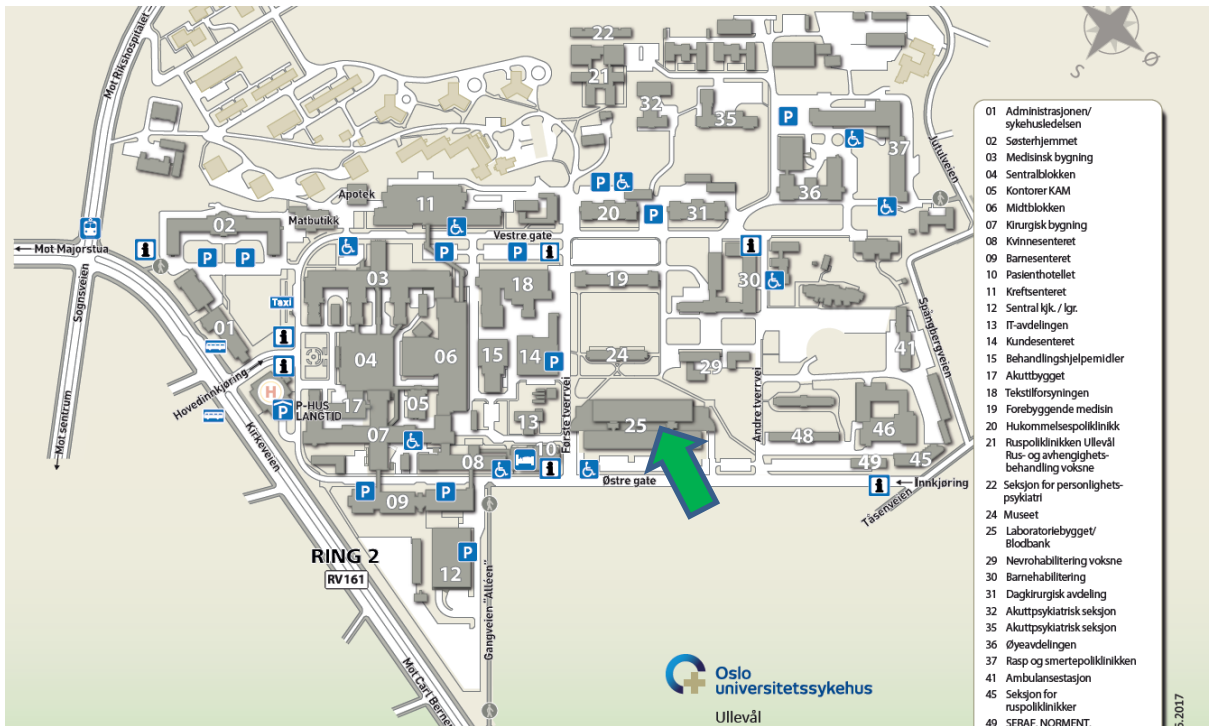 22
21
32
35
37
36
Mot Rikshospitalet
Jutulveien
S
Ø
Apotek
11
Matbutikk
02
Mot Majorstua
Vestre gate
20
31
03
18
19
30
Taxi
01
04
06
15
14
24
29
41
Sognsveien
Hovedinnkjøring
H
P-HUS
LANGTID
17
05
07
13
10
08
25
48
46
49
45
Første tverrvei
Andre tverrvei
Spångbergveien
Mot sentrum
Kirkeveien
Østre gate
Innkjøring
Tåsenveien
09
12
RING 2
RV161
Gangveien "Alléen"
Mot Carl Berner
P
i
01 Administrasjonen/
sykehusledelsen
02 Søsterhjemmet
03 Medisinsk bygning
04 Sentralblokken
05 Kontorer KAM
06 Midtblokken
07 Kirurgisk bygning
08 Kvinnesenteret
09 Barnesenteret
10 Pasienthotellet
11 Kreftsenteret
12 Sentral kjk. / lgr.
13 IT-avdelingen
14 Kundesenteret
15 Behandlingshjelpemidler
17 Akuttbygget
18 Tekstilforsyningen
19 Forebyggende medisin
20 Hukommelsespoliklinikk
21 Ruspoliklinikken Ullevål
Rus- og avhengighets-
behandling voksne
22 Seksjon for personlighets-
psykiatri
24 Museet
25 Laboratoriebygget/
Blodbank
29 Nevrohabilitering voksne
30 Barnehabilitering
31 Dagkirurgisk avdeling
32 Akuttpsykiatrisk seksjon
35 Akuttpsykiatrisk seksjon
36 Øyeavdelingen
37 Rasp og smertepoliklinikken
41 Ambulansestasjon
45 Seksjon for
ruspoliklinikker
49 SERAF, NORMENT,
Oslo
universitetssykehus
Ullevål